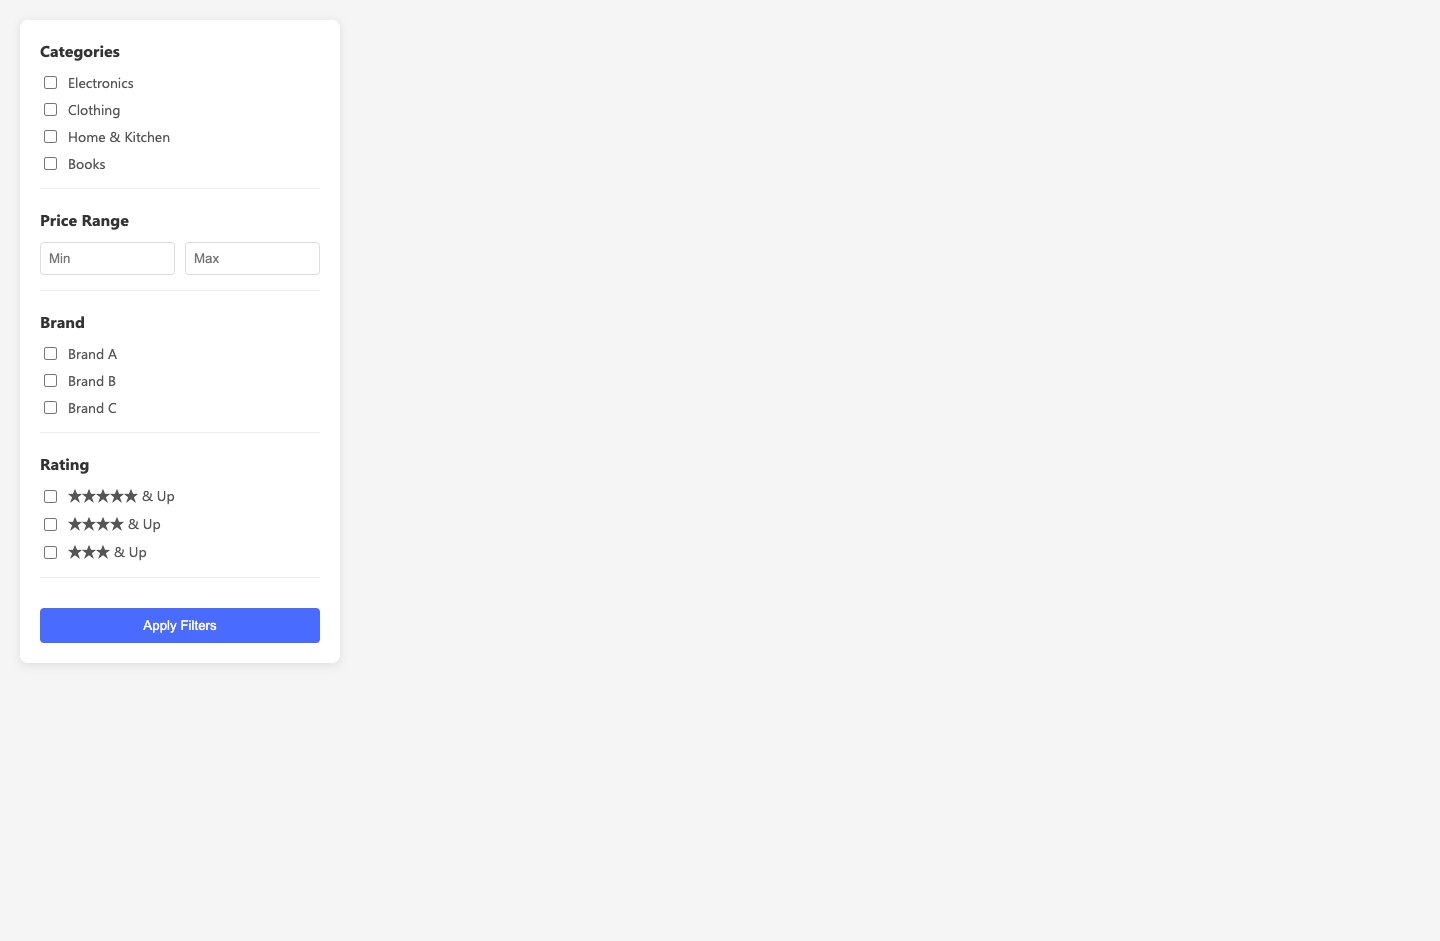 Categories
Electronics
Clothing
Home & Kitchen
Books
Price Range
Min Max
Brand
Brand A
Brand B
Brand C
Rating
★★★★★ & Up
★★★★ & Up
★★★ & Up
Apply Filters